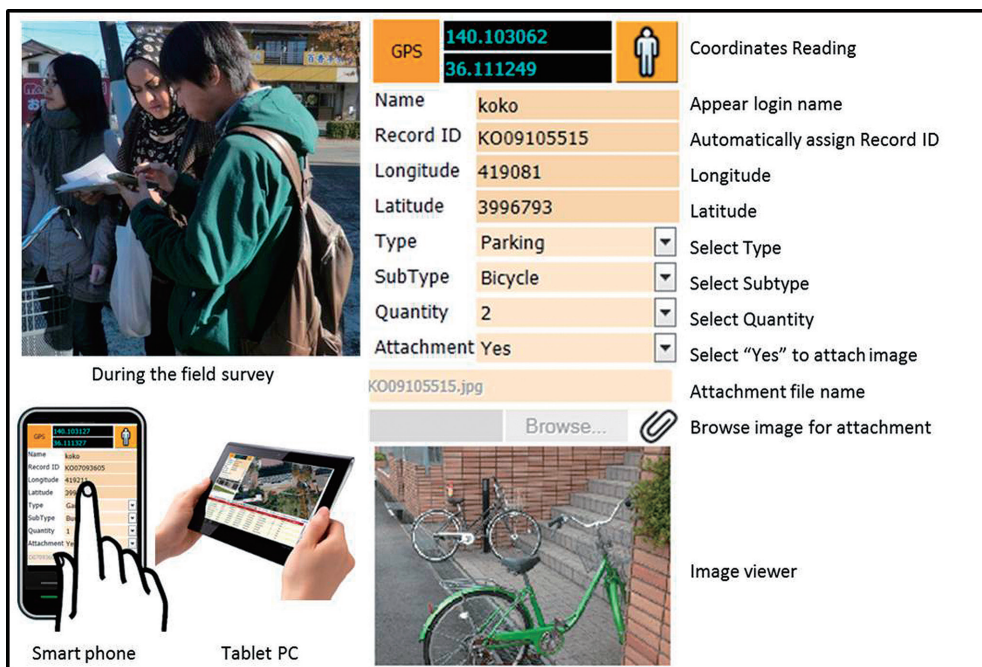 GPS
140.103062
36.111249
Coordinates Reading
Name koko Appear login name
Record ID KO09105515 Automatically assign Record ID
Longitude 419081 Longitude
Latitude 3996793 Latitude
Type Parking Select Type
SubType Bicycle Select Subtype
Quantity 2 Select Quantity
Attachment Yes Select “Yes” to attach image
KO09105515.jpg Attachment file name
Browse... Browse image for attachment
Image viewer
During the field survey
GPS
140.103127
36.111327
Name koko
Record ID KO07093605
Longitude 419211
Latitude
Type
SubType
Quantity 1
Attachment
Smart phone
Tablet PC